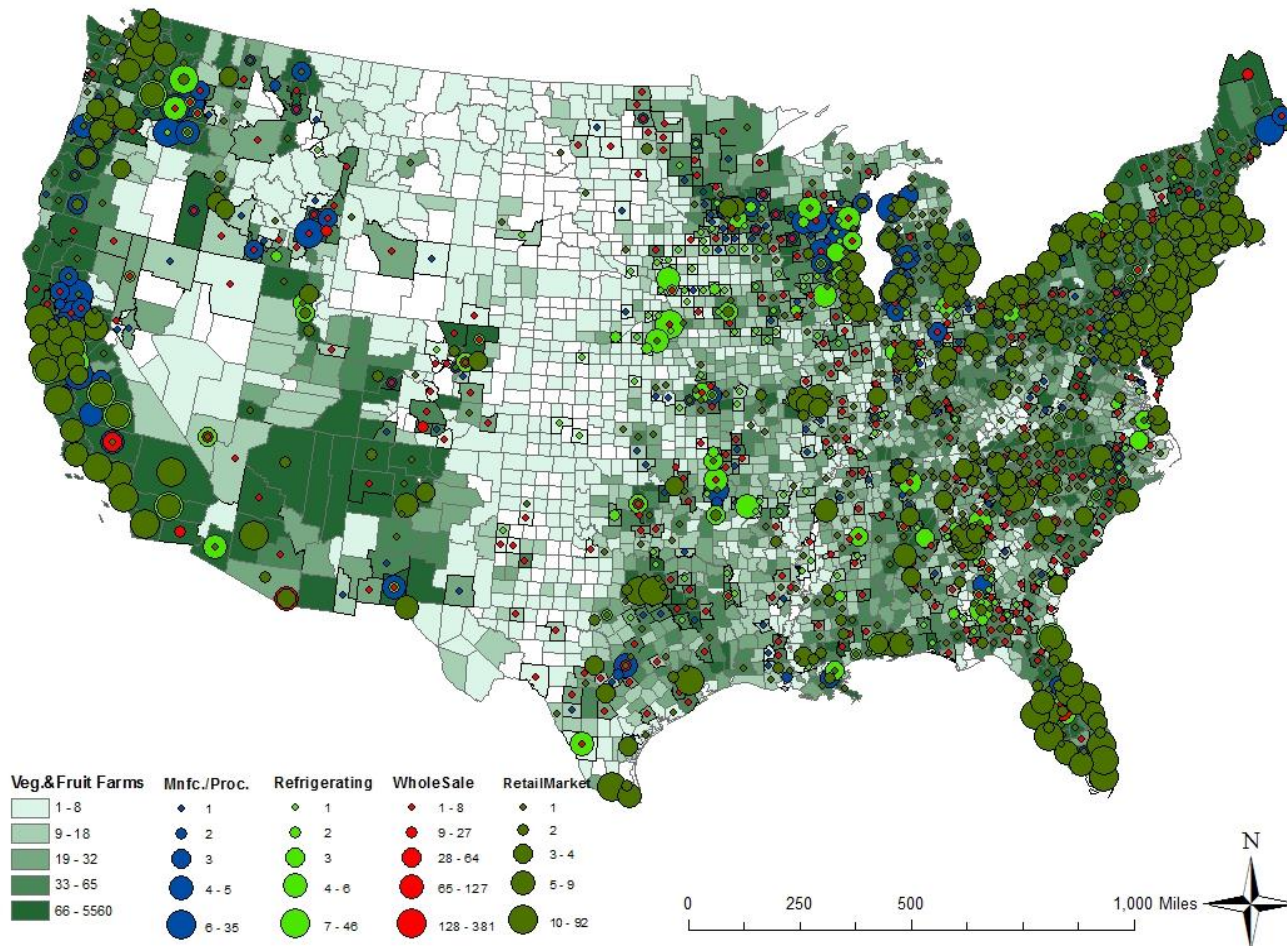 Veg.&Fruit Farms
1 - 8
9 - 18
19 - 32
33 - 65
66 - 5560
Mnfc./Proc.
1
2
3
4 - 5
6 - 35
Refrigerating
1
2
3
4 - 6
7 - 46
WholeSale
1 - 8
9 - 27
28 - 64
65 - 127
128 - 381
RetailMarket
1
2
3 - 4
5 - 9
10 - 92
0 250 500 1,000 Miles
N